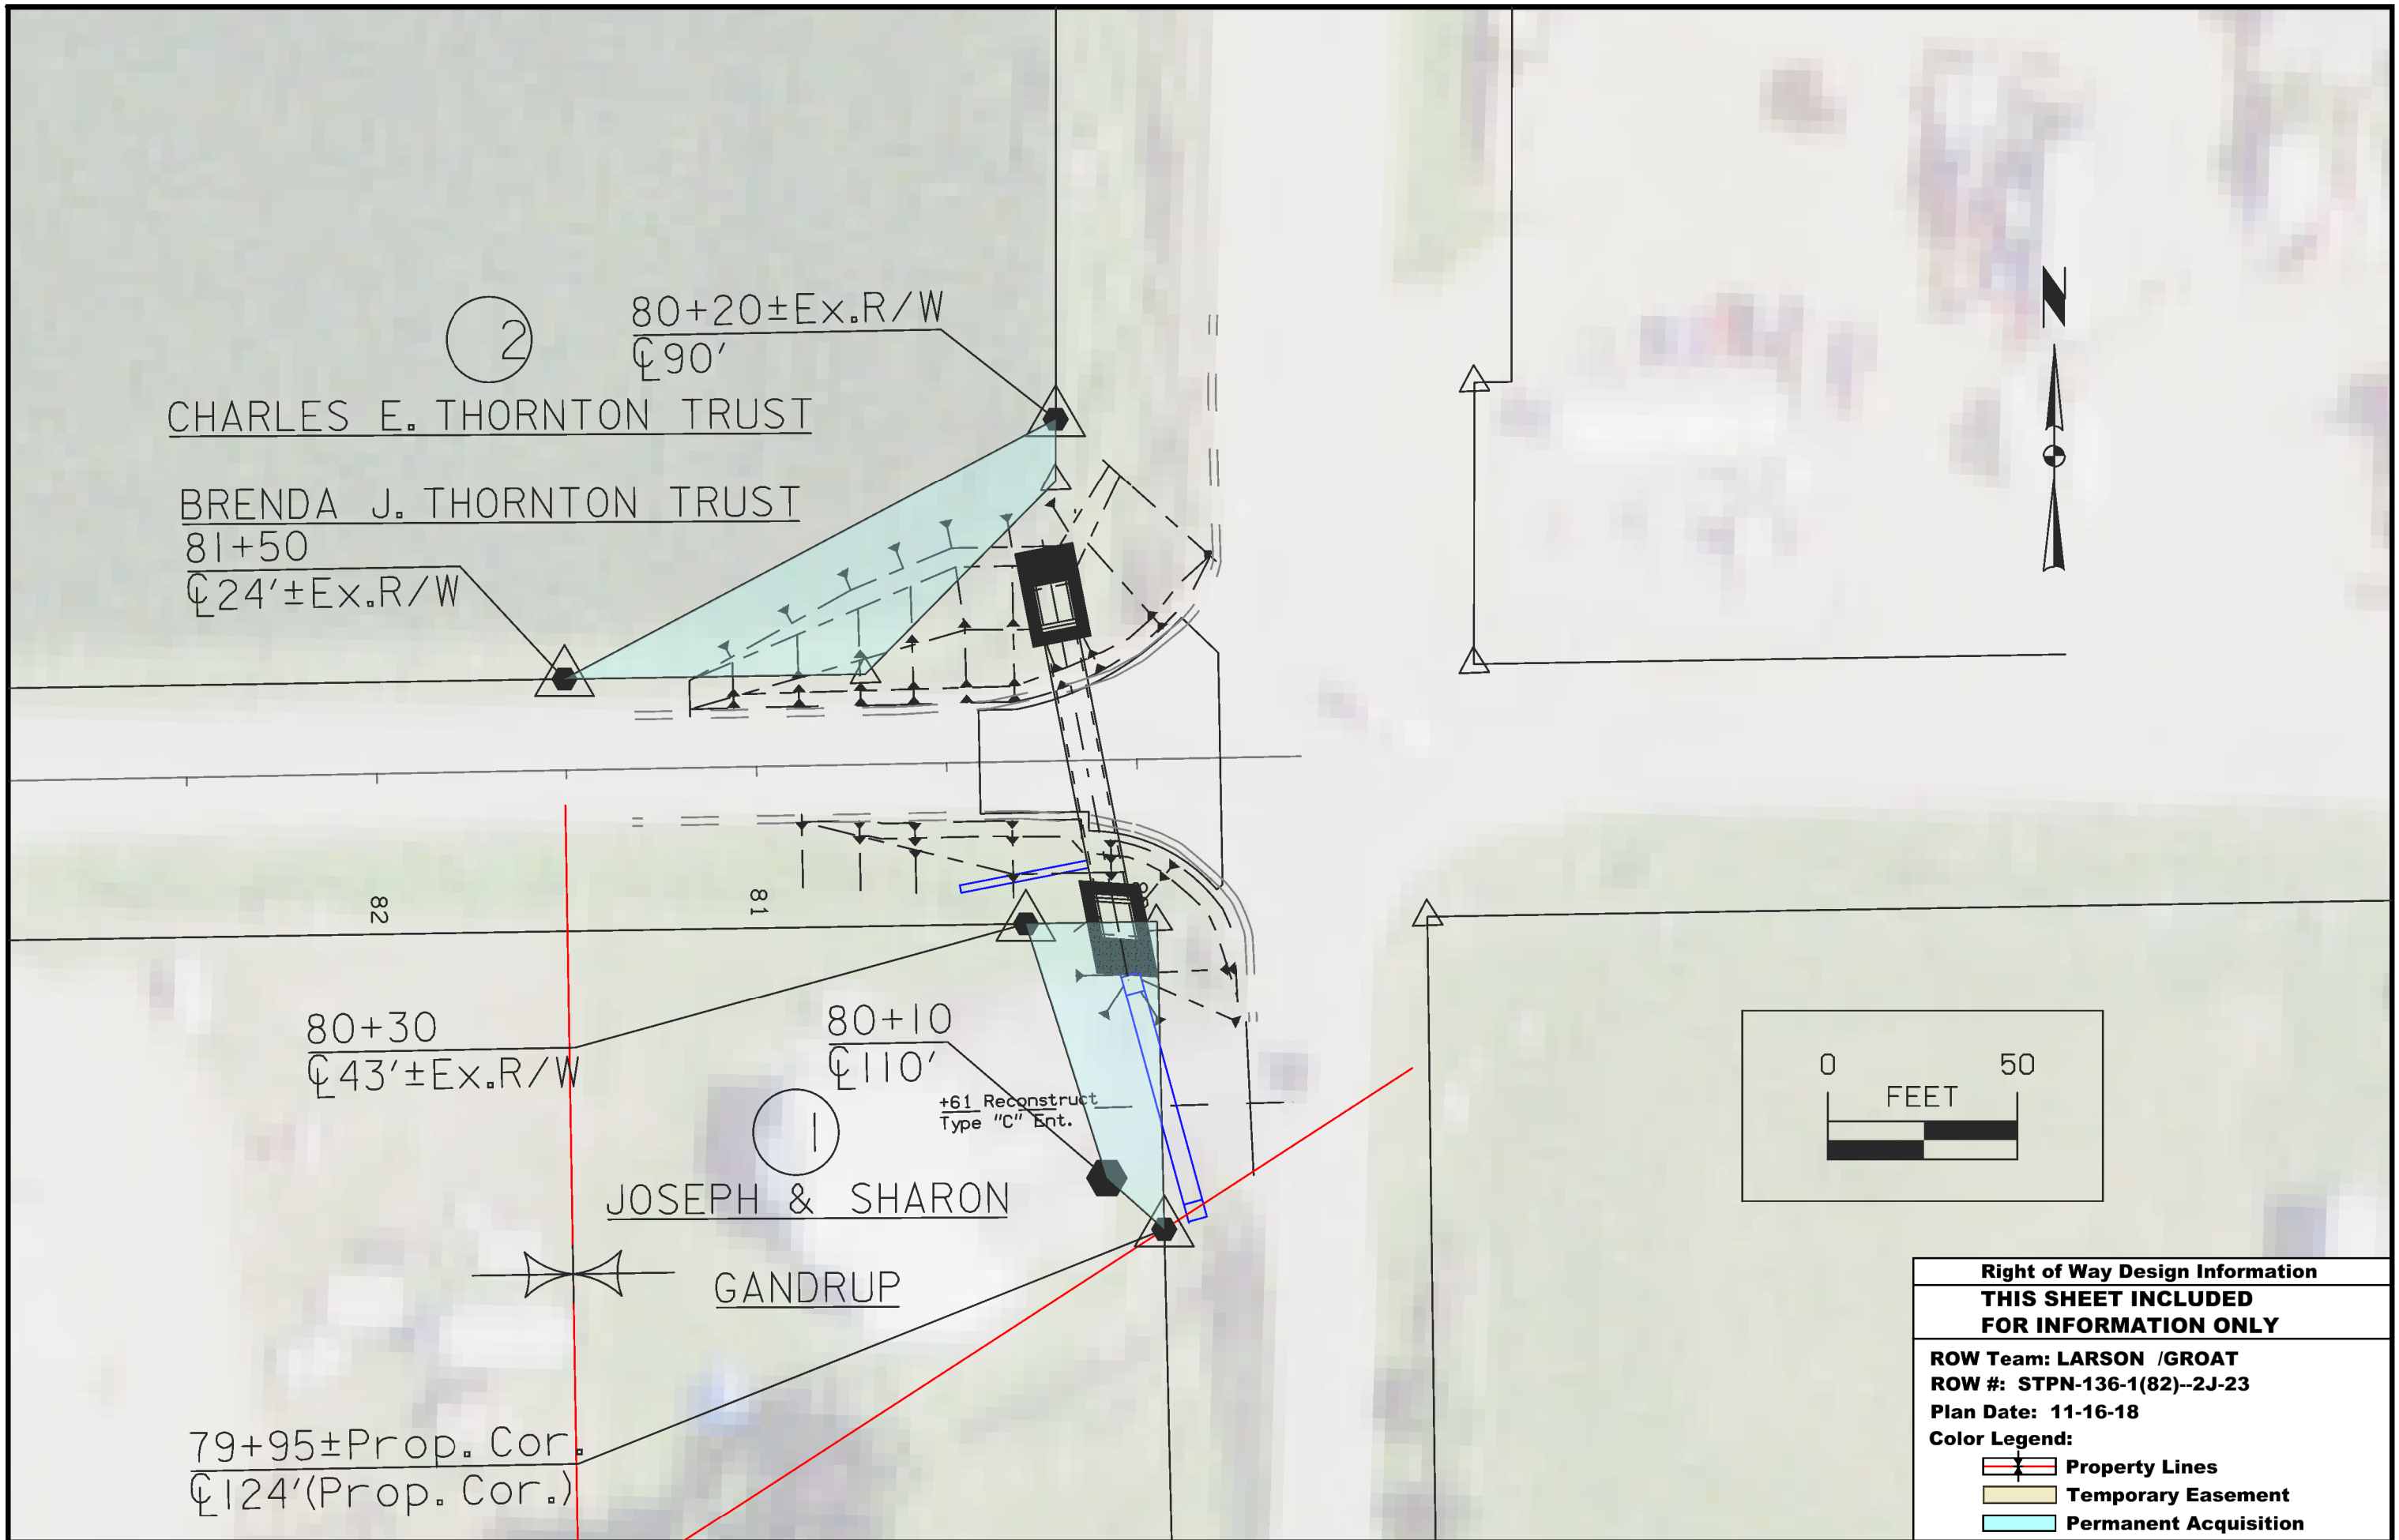 2
80+20±Ex.R/W
℄90′
CHARLES E. THORNTON TRUST
BRENDA J. THORNTON TRUST
81+50
℄24′±Ex.R/W
N
82
81
80+30
℄43′±Ex.R/W
80+10
℄110′
+61 Reconstruct
Type "C" Ent.
1
JOSEPH & SHARON
GANDRUP
79+95±Prop. Cor.
℄124′(Prop. Cor.)
0 50
FEET
Right of Way Design Information
THIS SHEET INCLUDED
FOR INFORMATION ONLY
ROW Team: LARSON /GROAT
ROW #: STPN-136-1(82)--2J-23
Plan Date: 11-16-18
Color Legend:
Property Lines
Temporary Easement
Permanent Acquisition